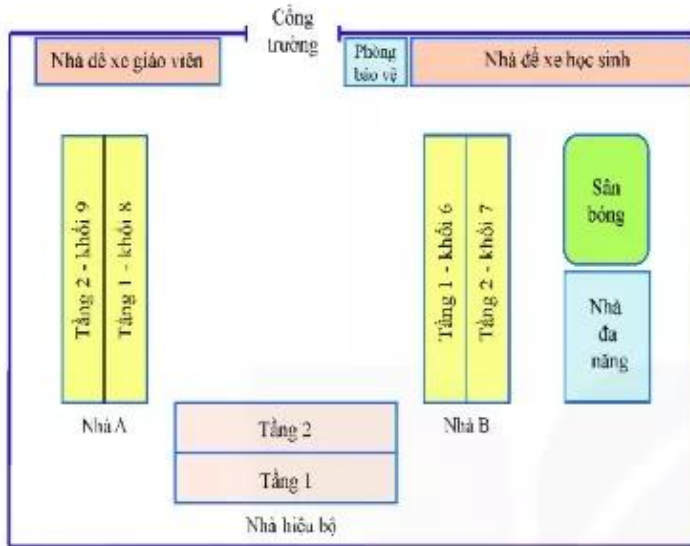 Cổng
trường
Nhà để xe giáo viên
Phòng
bảo vệ
Nhà để xe học sinh
Tầng 2 - khối 9
Tầng 1 - khối 8
Tầng 1 - khối 6
Tầng 2 - khối 7
Sân
bóng
Nhà
đa
năng
Nhà A
Nhà B
Tầng 2
Tầng 1
Nhà hiệu bộ